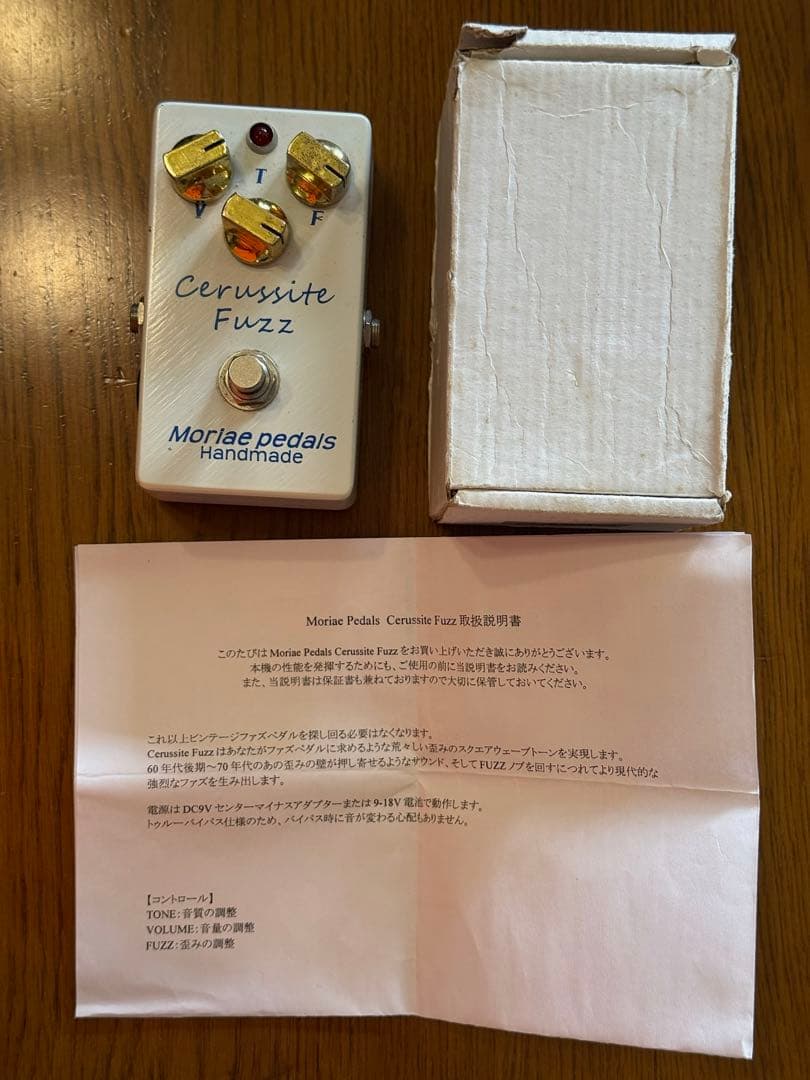 T
V
F
Cerussite
Fuzz
Moriae pedals
Handmade
Moriae Pedals Cerussite Fuzz 取扱説明書
このたびは Moriae Pedals Cerussite Fuzz をお買い上げいただき誠にありがとうございます。
本機の性能を発揮するためにも、ご使用の前に当説明書をお読みください。
また、当説明書は保証書も兼ねておりますので大切に保管しておいてください。
これ以上ビンテージファズペダルを探し回る必要はなくなります。
Cerussite Fuzz はあなたがファズペダルに求めるような荒々しい歪みのスクエアウェーブトーンを実現します。
60 年代後期～70 年代のあの歪みの壁が押し寄せるようなサウンド、そして FUZZ ノブを回すにつれてより現代的な
強烈なファズを生み出します。
電源は DC9V センターマイナスアダプターまたは 9-18V 電池で動作します。
トゥルーバイパス仕様のため、バイパス時に音が変わる心配もありません。
【コントロール】
TONE：音質の調整
VOLUME：音量の調整
FUZZ：歪みの調整